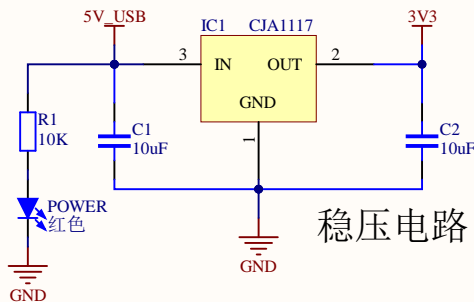 5V_USB
IC1 CJA1117
3V3
3 IN OUT 2
GND
1
R1
10K
C1
10uF
C2
10uF
POWER
红色
稳压电路
GND
GND